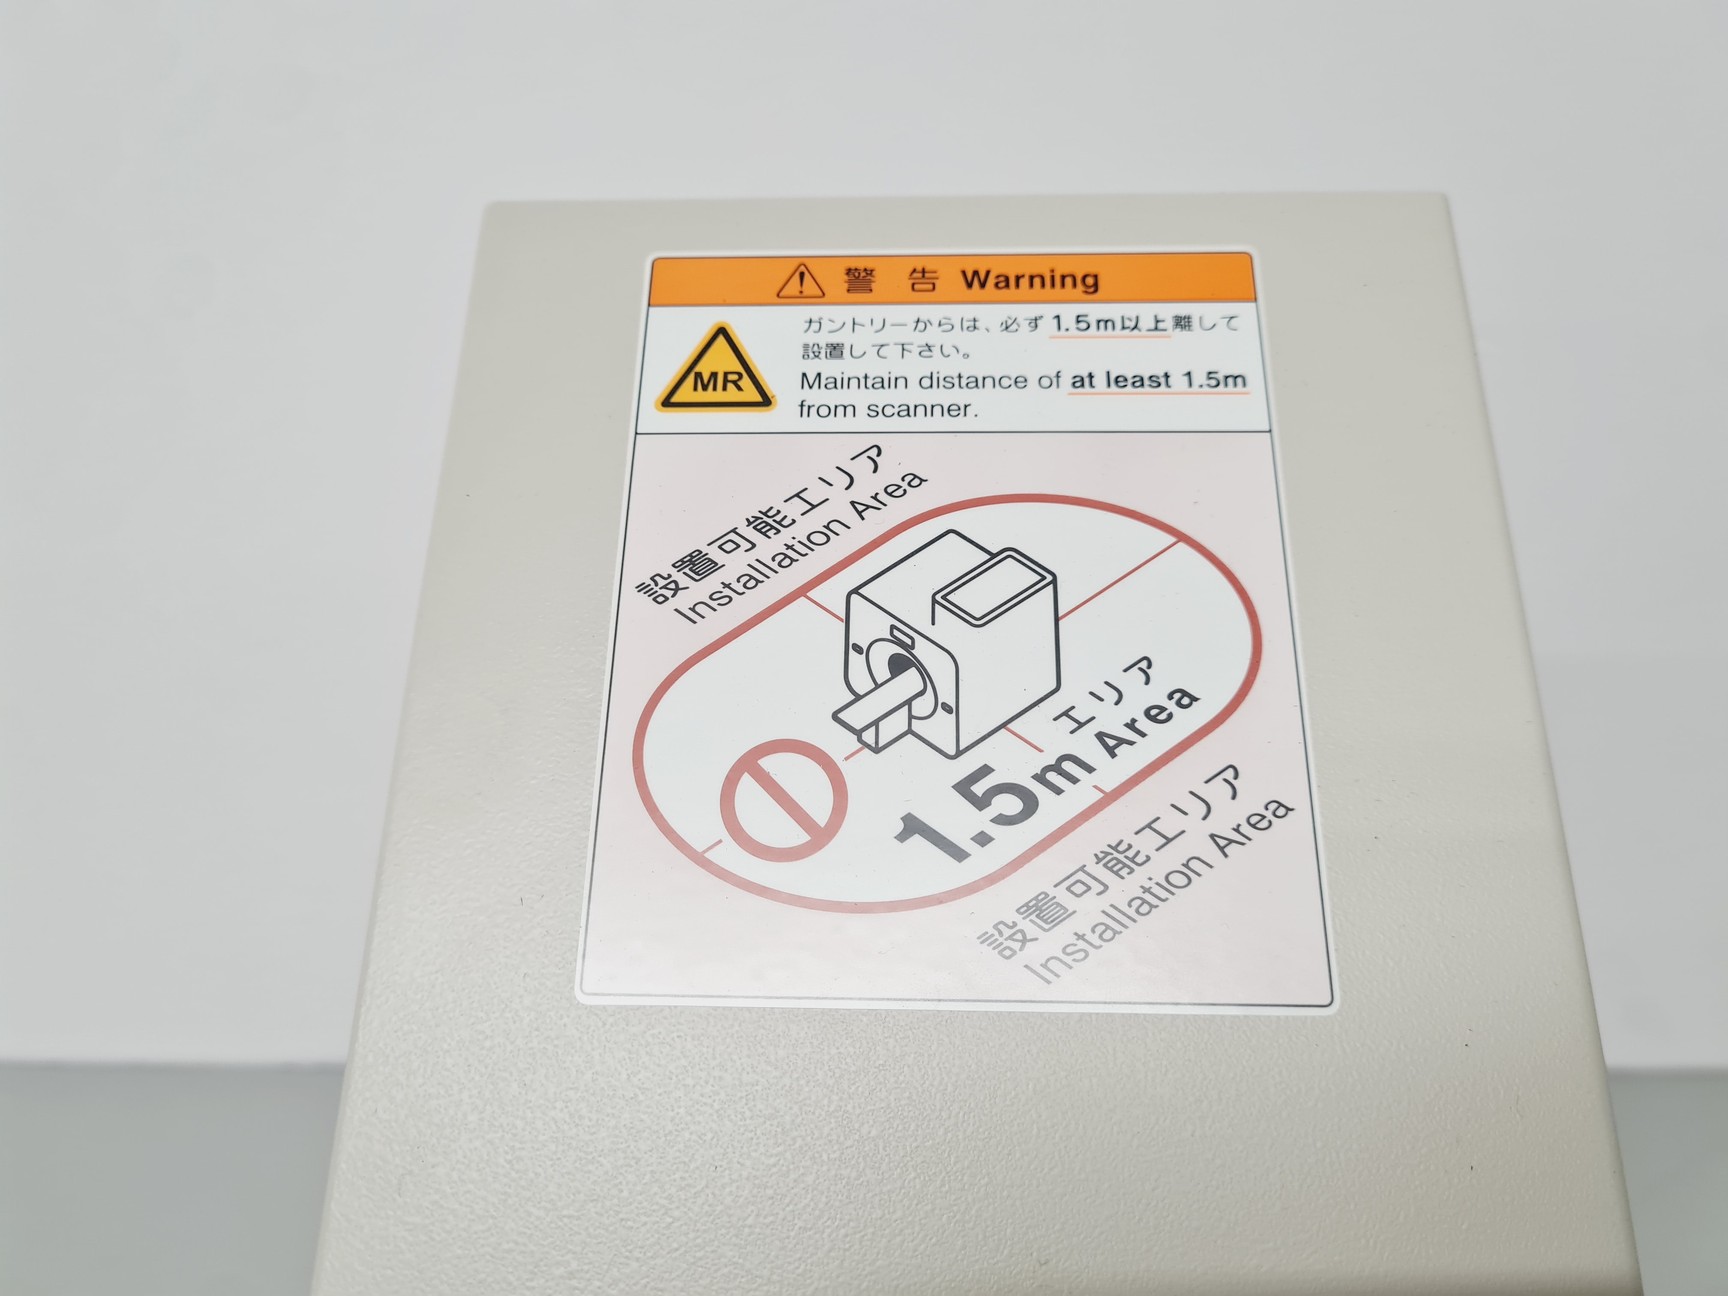 警 告 Warning
MR
ガントリーからは、必ず1.5m以上離して
設置して下さい。
Maintain distance of at least 1.5m
from scanner.
設置可能エリア
Installation Area
エリア
1.5m Area
設置可能エリア
Installation Area